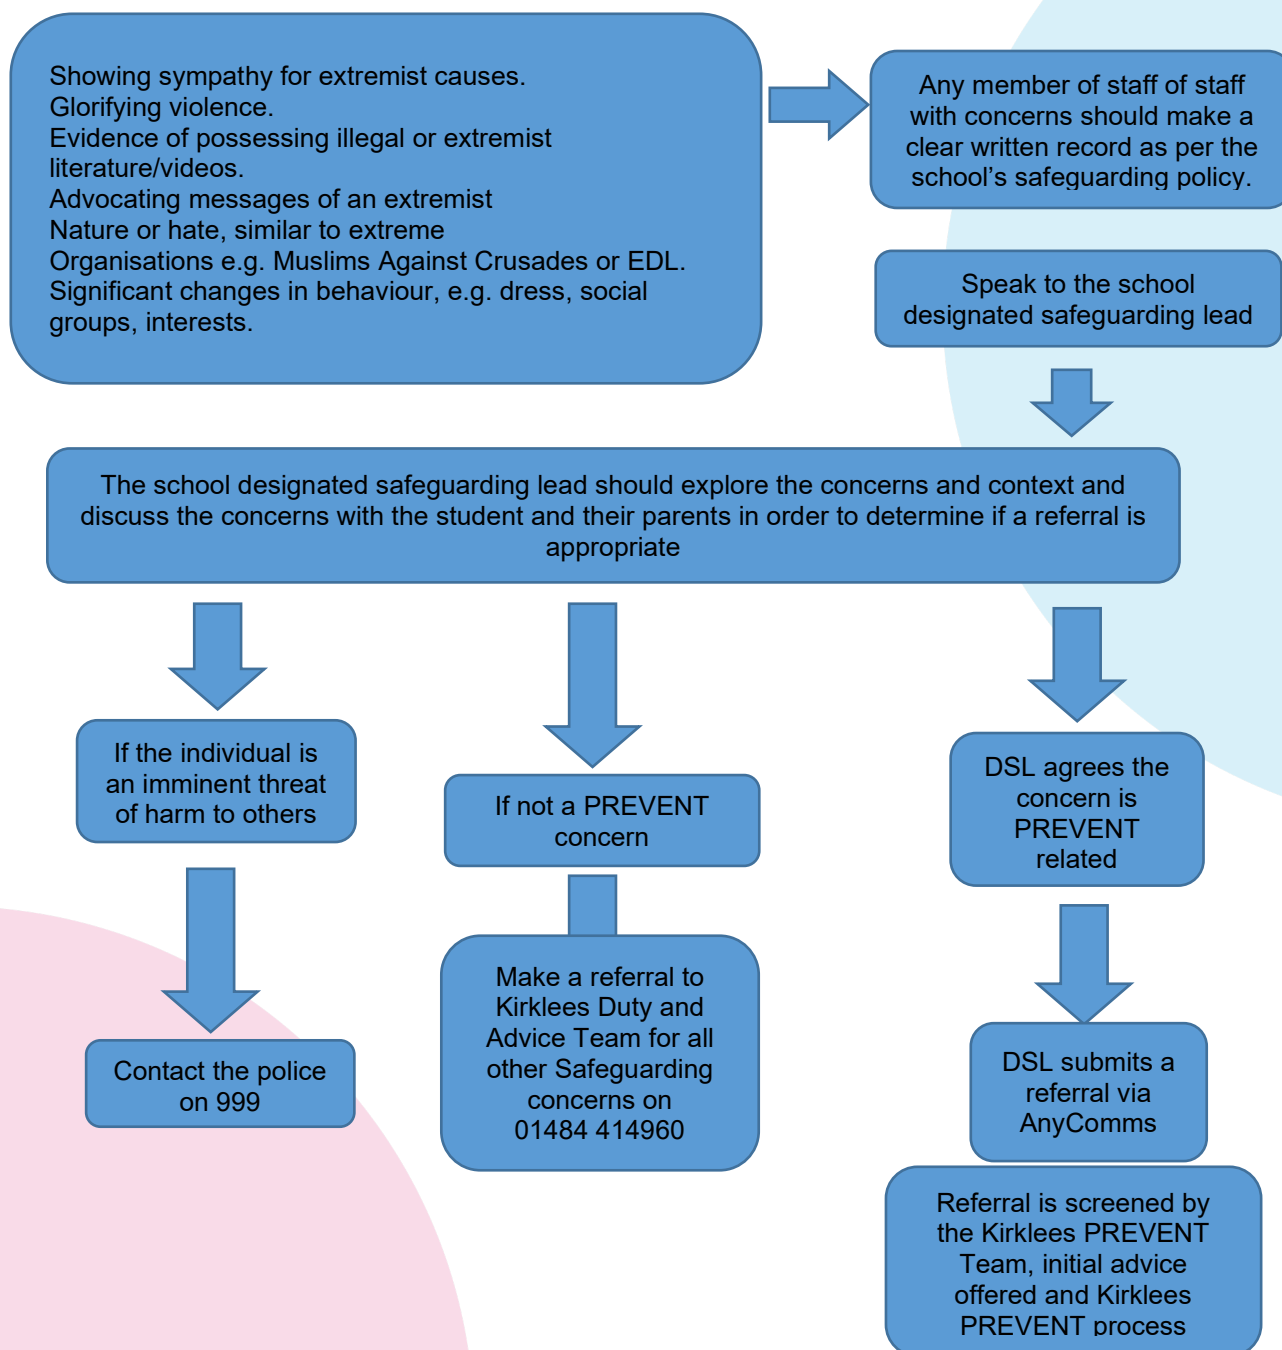 Showing sympathy for extremist causes.
Glorifying violence.
Evidence of possessing illegal or extremist
literature/videos.
Advocating messages of an extremist
Nature or hate, similar to extreme
Organisations e.g. Muslims Against Crusades or EDL.
Significant changes in behaviour, e.g. dress, social
groups, interests.
Any member of staff of staff
with concerns should make a
clear written record as per the
school's safeguarding policy.
Speak to the school
designated safeguarding lead
The school designated safeguarding lead should explore the concerns and context and
discuss the concerns with the student and their parents in order to determine if a referral is
appropriate
If the individual is
an imminent threat
of harm to others
Contact the police
on 999
If not a PREVENT
concern
Make a referral to
Kirklees Duty and
Advice Team for all
other Safeguarding
concerns on
01484 414960
DSL agrees the
concern is
PREVENT
related
DSL submits a
referral via
AnyComms
Referral is screened by
the Kirklees PREVENT
Team, initial advice
offered and Kirklees
PREVENT process